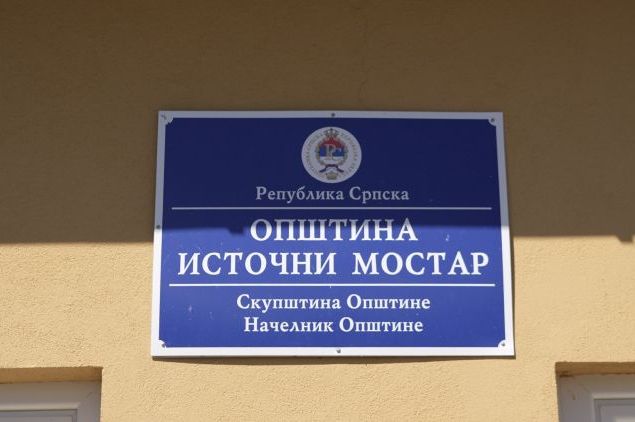 Република Српска
ОПШТИНА
ИСТОЧНИ МОСТАР
Скупштина Општине
Начелник Општине